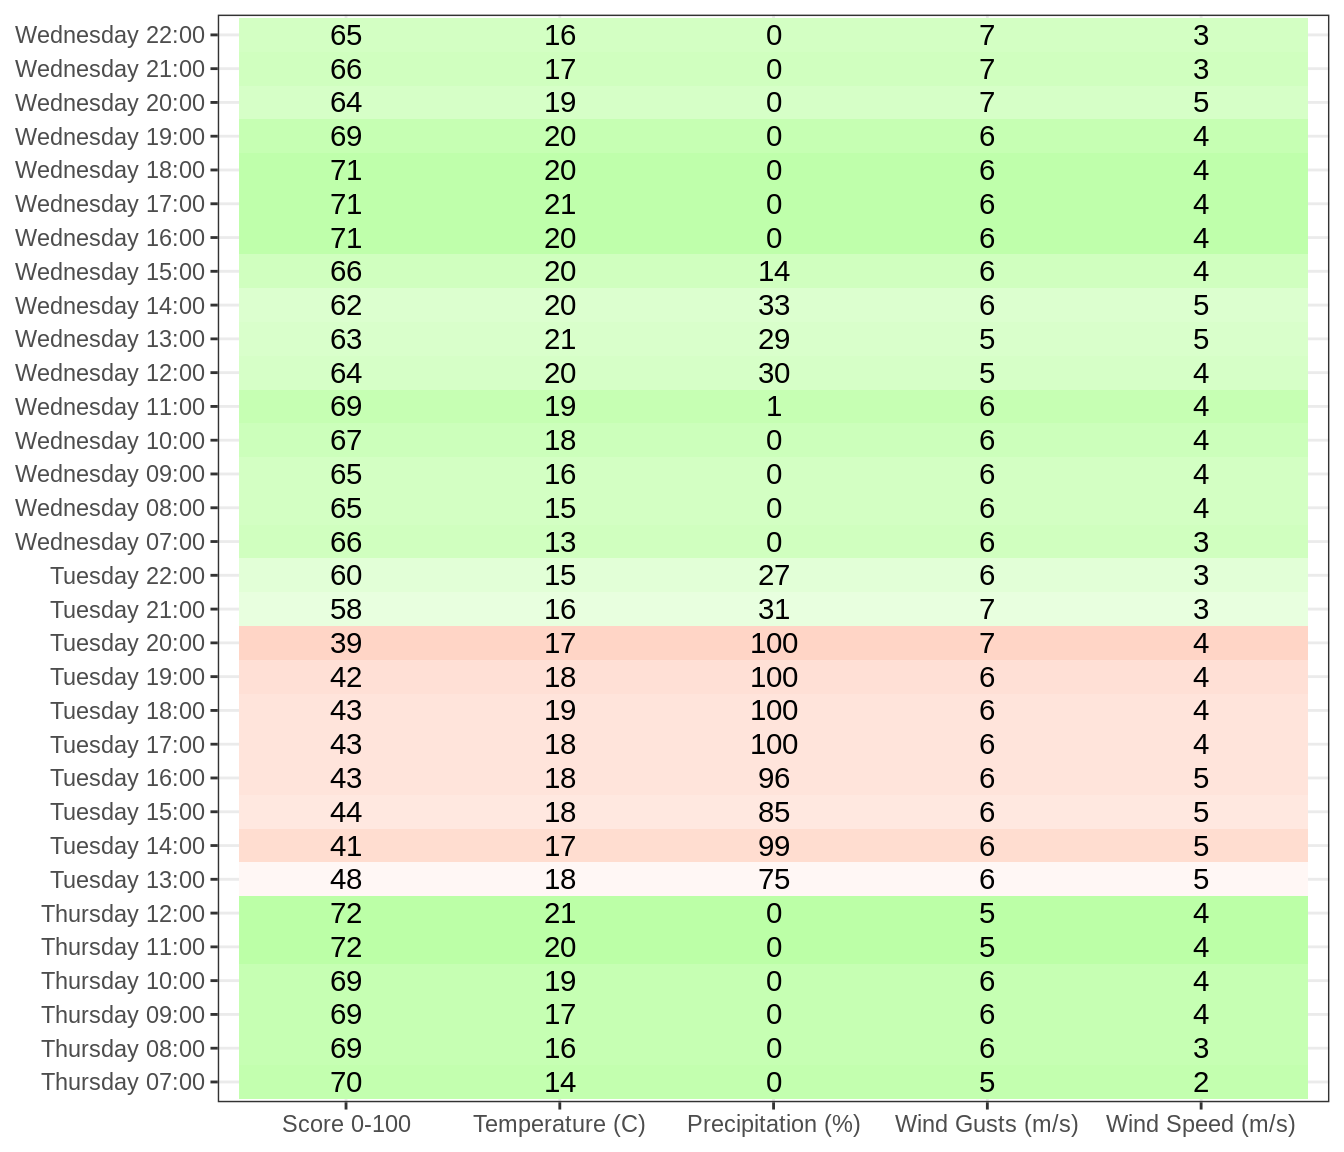 Wednesday 22:00 65 16 0 7 3
Wednesday 21:00 66 17 0 7 3
Wednesday 20:00 64 19 0 7 5
Wednesday 19:00 69 20 0 6 4
Wednesday 18:00 71 20 0 6 4
Wednesday 17:00 71 21 0 6 4
Wednesday 16:00 71 20 0 6 4
Wednesday 15:00 66 20 14 6 4
Wednesday 14:00 62 20 33 6 5
Wednesday 13:00 63 21 29 5 5
Wednesday 12:00 64 20 30 5 4
Wednesday 11:00 69 19 1 6 4
Wednesday 10:00 67 18 0 6 4
Wednesday 09:00 65 16 0 6 4
Wednesday 08:00 65 15 0 6 4
Wednesday 07:00 66 13 0 6 3
Tuesday 22:00 60 15 27 6 3
Tuesday 21:00 58 16 31 7 3
Tuesday 20:00 39 17 100 7 4
Tuesday 19:00 42 18 100 6 4
Tuesday 18:00 43 19 100 6 4
Tuesday 17:00 43 18 100 6 4
Tuesday 16:00 43 18 96 6 5
Tuesday 15:00 44 18 85 6 5
Tuesday 14:00 41 17 99 6 5
Tuesday 13:00 48 18 75 6 5
Thursday 12:00 72 21 0 5 4
Thursday 11:00 72 20 0 5 4
Thursday 10:00 69 19 0 6 4
Thursday 09:00 69 17 0 6 4
Thursday 08:00 69 16 0 6 3
Thursday 07:00 70 14 0 5 2
Score 0-100 Temperature (C) Precipitation (%) Wind Gusts (m/s) Wind Speed (m/s)